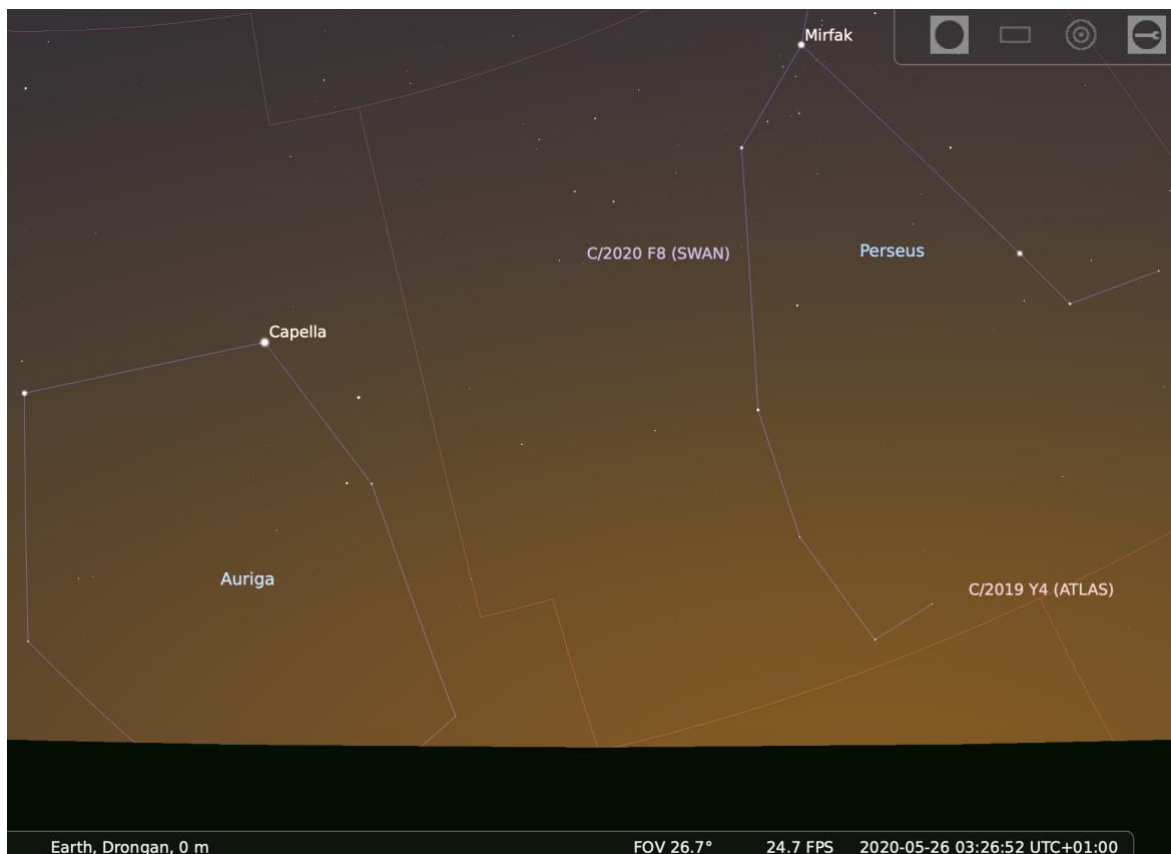 Mirfak
C/2020 F8 (SWAN)
Perseus
Capella
Auriga
C/2019 Y4 (ATLAS)
Earth, Drongan, 0 m FOV 26.7° 24.7 FPS 2020-05-26 03:26:52 UTC+01:00